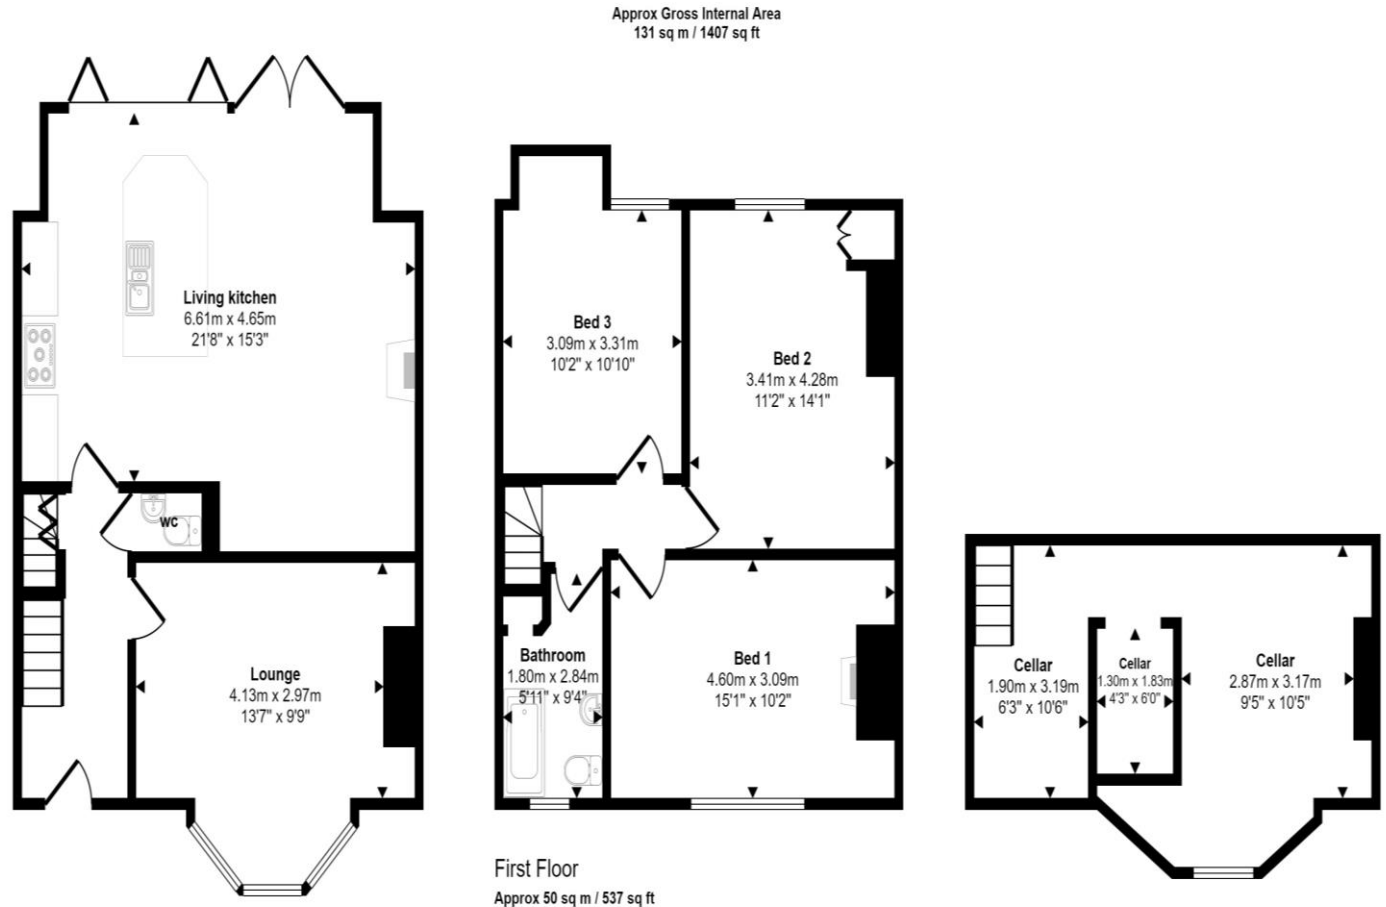 Approx Gross Internal Area
131 sq m / 1407 sq ft
Living kitchen
6.61m x 4.65m
21'8" x 15'3"
wc
Lounge
4.13m x 2.97m
13'7" x 9'9"
Bed 3
3.09m x 3.31m
10'2" x 10'10"
Bed 2
3.41m x 4.28m
11'2" x 14'1"
Bathroom
1.80m x 2.84m
5'11" x 9'4"
Bed 1
4.60m x 3.09m
15'1" x 10'2"
Cellar
1.90m x 3.19m
6'3" x 10'6"
Cellar
1.30m x 1.83m
4'3" x 6'0"
Cellar
2.87m x 3.17m
9'5" x 10'5"
First Floor
Approx 50 sq m / 537 sq ft